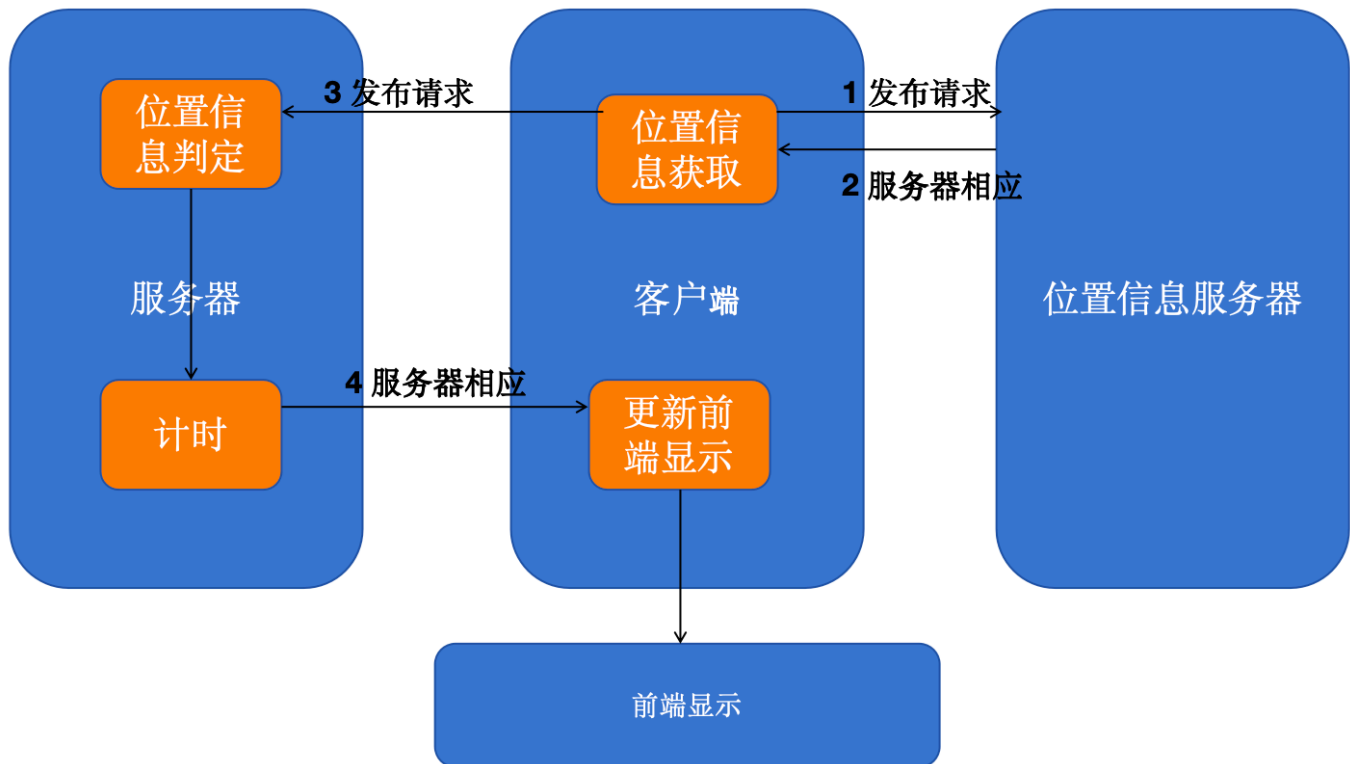 3 发布请求
1 发布请求
位置信
息判定
位置信
息获取
2 服务器相应
服务器
客户端
位置信息服务器
4 服务器相应
计时
更新前
端显示
前端显示